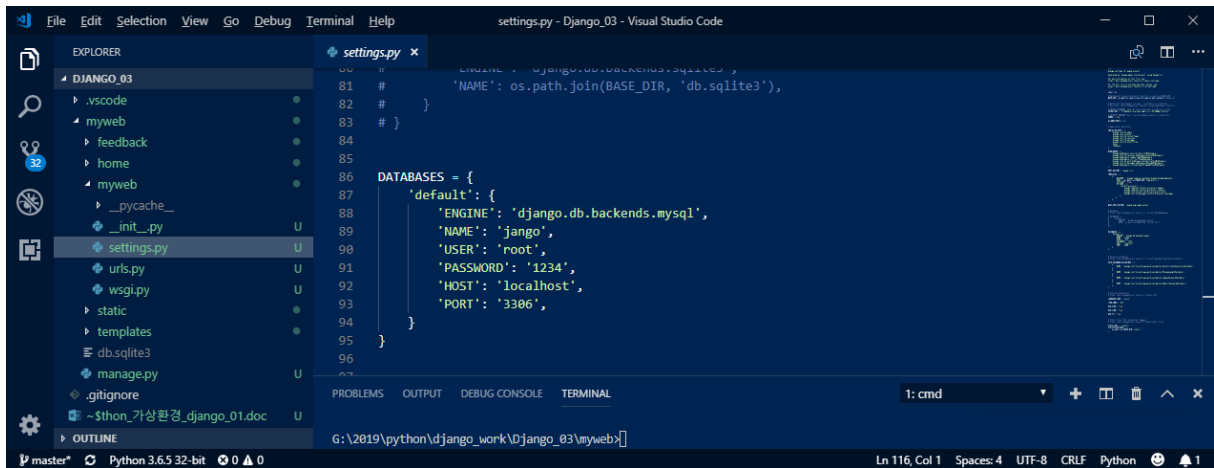 File Edit Selection View Go Debug Terminal Help settings.py - Django_03 - Visual Studio Code
EXPLORER
DJANGO_03
.vscode
myweb
feedback
home
myweb
__pycache__
__init__.py U
settings.py U
urls.py U
wsgi.py U
static
templates
db.sqlite3
manage.py U
.gitignore
~$thon_가상환경_django_01.doc U
OUTLINE
32
settings.py ×
80 # 'ENGINE': 'django.db.backends.sqlite3',
81 # 'NAME': os.path.join(BASE_DIR, 'db.sqlite3'),
82 # }
83 # }
84
85
86 DATABASES = {
87 'default': {
88 'ENGINE': 'django.db.backends.mysql',
89 'NAME': 'jango',
90 'USER': 'root',
91 'PASSWORD': '1234',
92 'HOST': 'localhost',
93 'PORT': '3306',
94 }
95 }
96
97
PROBLEMS OUTPUT DEBUG CONSOLE TERMINAL 1: cmd
G:\2019\python\django_work\Django_03\myweb>
master* Python 3.6.5 32-bit 0 0 Ln 116, Col 1 Spaces: 4 UTF-8 CRLF Python 1